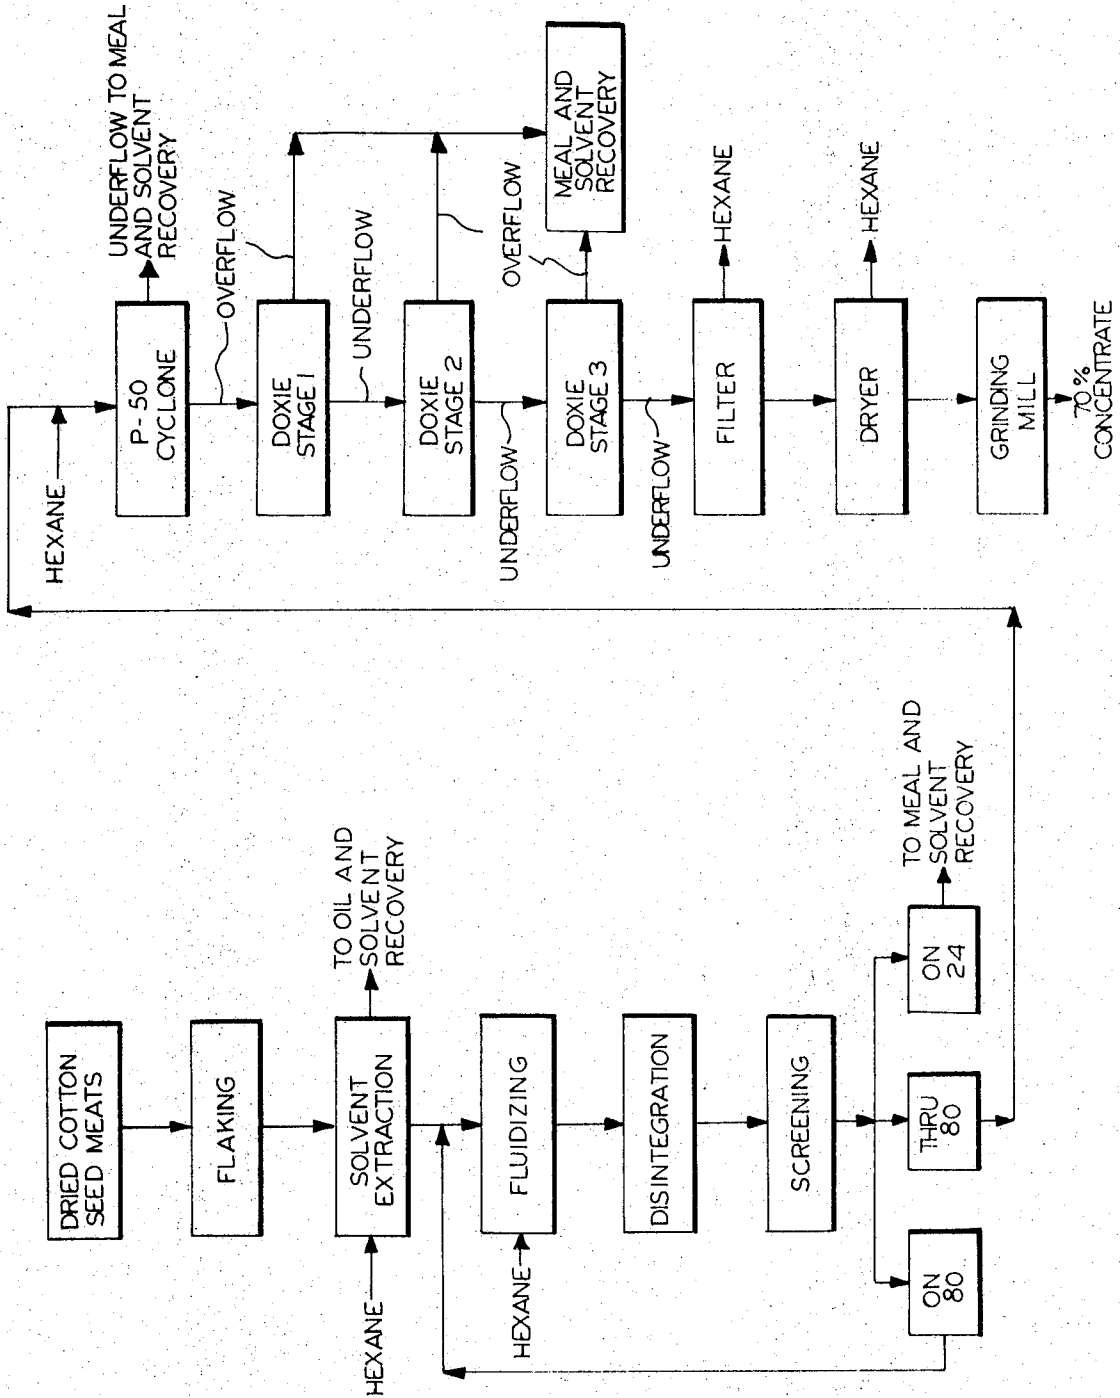 DRIED COTTON
SEED MEATS
FLAKING
HEXANE
SOLVENT
EXTRACTION
TO OIL AND
SOLVENT
RECOVERY
HEXANE
FLUIDIZING
DISINTEGRATION
SCREENING
ON
80
THRU
80
ON
24
TO MEAL AND
SOLVENT
RECOVERY
HEXANE
P-50
CYCLONE
UNDERFLOW TO MEAL
AND SOLVENT
RECOVERY
OVERFLOW
DOXIE
STAGE 1
OVERFLOW
UNDERFLOW
DOXIE
STAGE 2
OVERFLOW
UNDERFLOW
DOXIE
STAGE 3
MEAL AND
SOLVENT
RECOVERY
UNDERFLOW
FILTER
HEXANE
DRYER
HEXANE
GRINDING
MILL
70%
CONCENTRATE